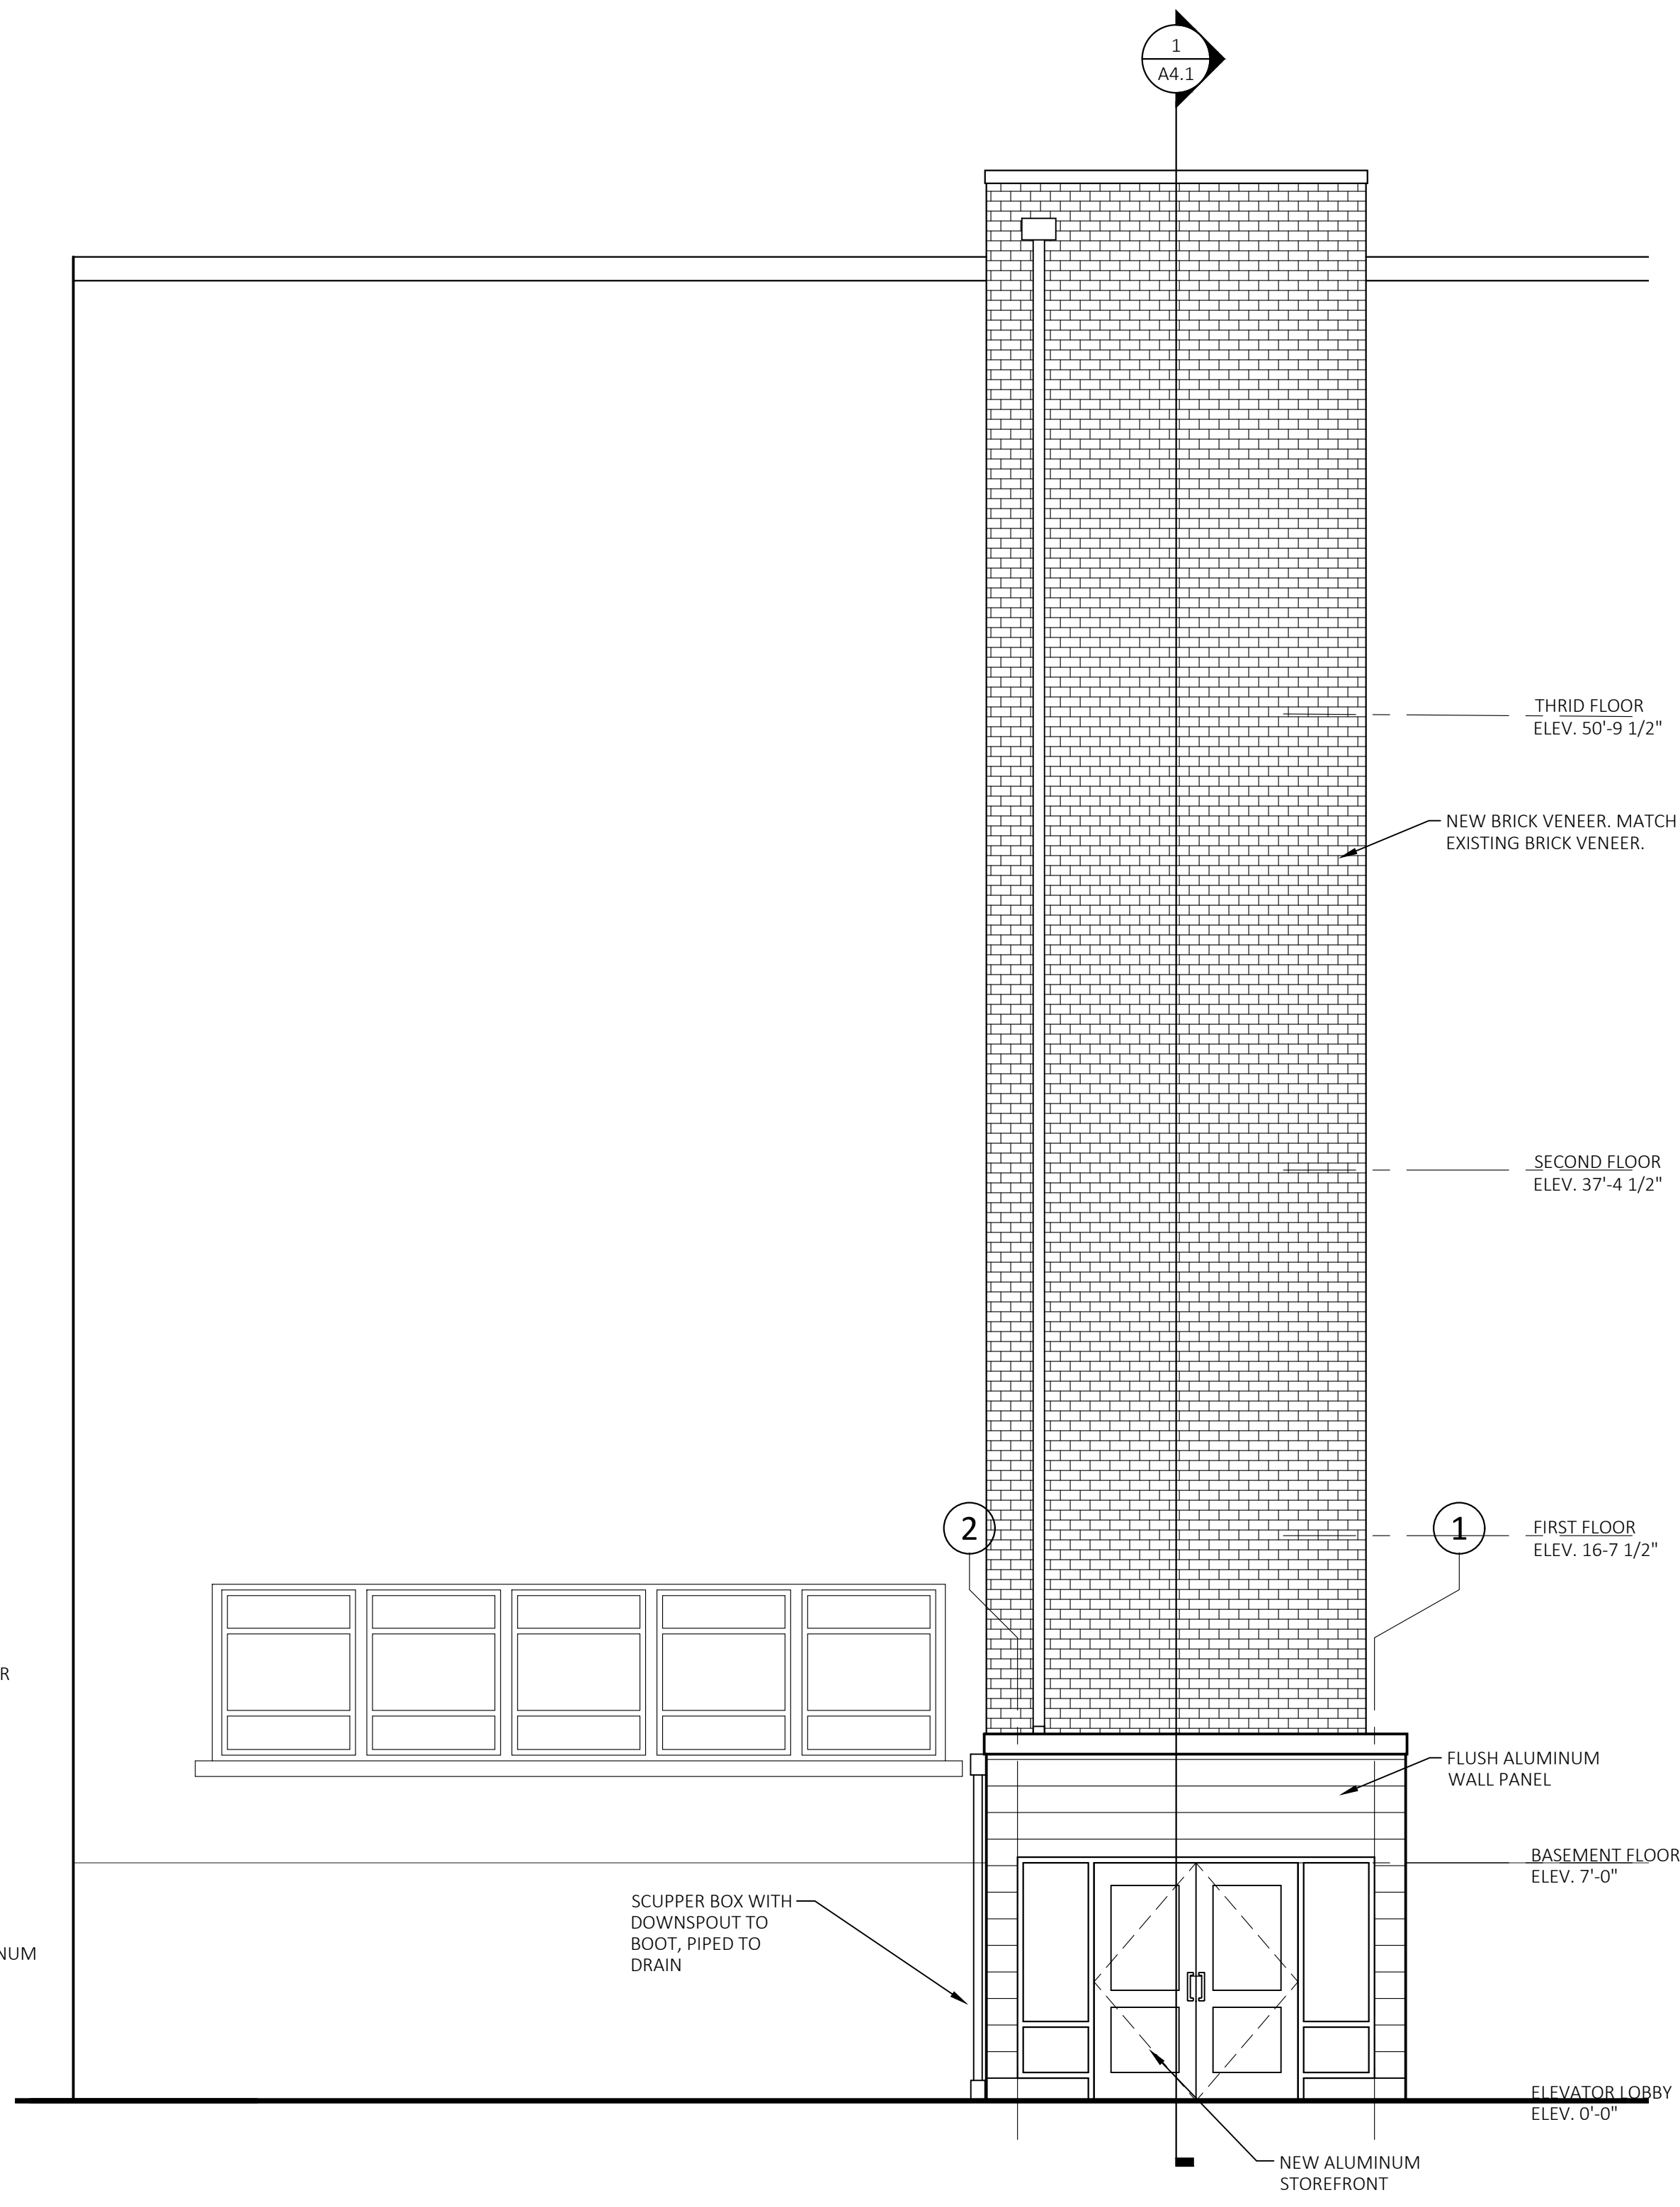 1
A4.1
THRID FLOOR
ELEV. 50'-9 1/2"
NEW BRICK VENEER. MATCH
EXISTING BRICK VENEER.
SECOND FLOOR
ELEV. 37'-4 1/2"
2
1
FIRST FLOOR
ELEV. 16-7 1/2"
R
FLUSH ALUMINUM
WALL PANEL
BASEMENT FLOOR
ELEV. 7'-0"
SCUPPER BOX WITH
DOWNSPOUT TO
BOOT, PIPED TO
DRAIN
NUM
ELEVATOR LOBBY
ELEV. 0'-0"
NEW ALUMINUM
STOREFRONT